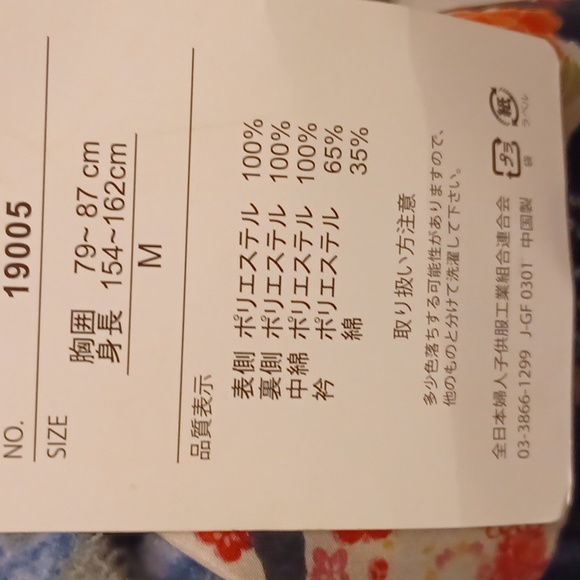 NO. 19005
SIZE
胸囲 79~ 87 cm
身長 154~162cm
M
品質表示
表側 ポリエステル 100%
裏側 ポリエステル 100%
中綿 ポリエステル 100%
衿 ポリエステル 65%
綿 35%
取り扱い方注意
多少色落ちする可能性がありますので、
他のものと分けて洗濯して下さい。
全日本婦人子供服工業組合連合会
03-3866-1299 J-GF 0301 中国製
プラ 袋
紙 ラベル